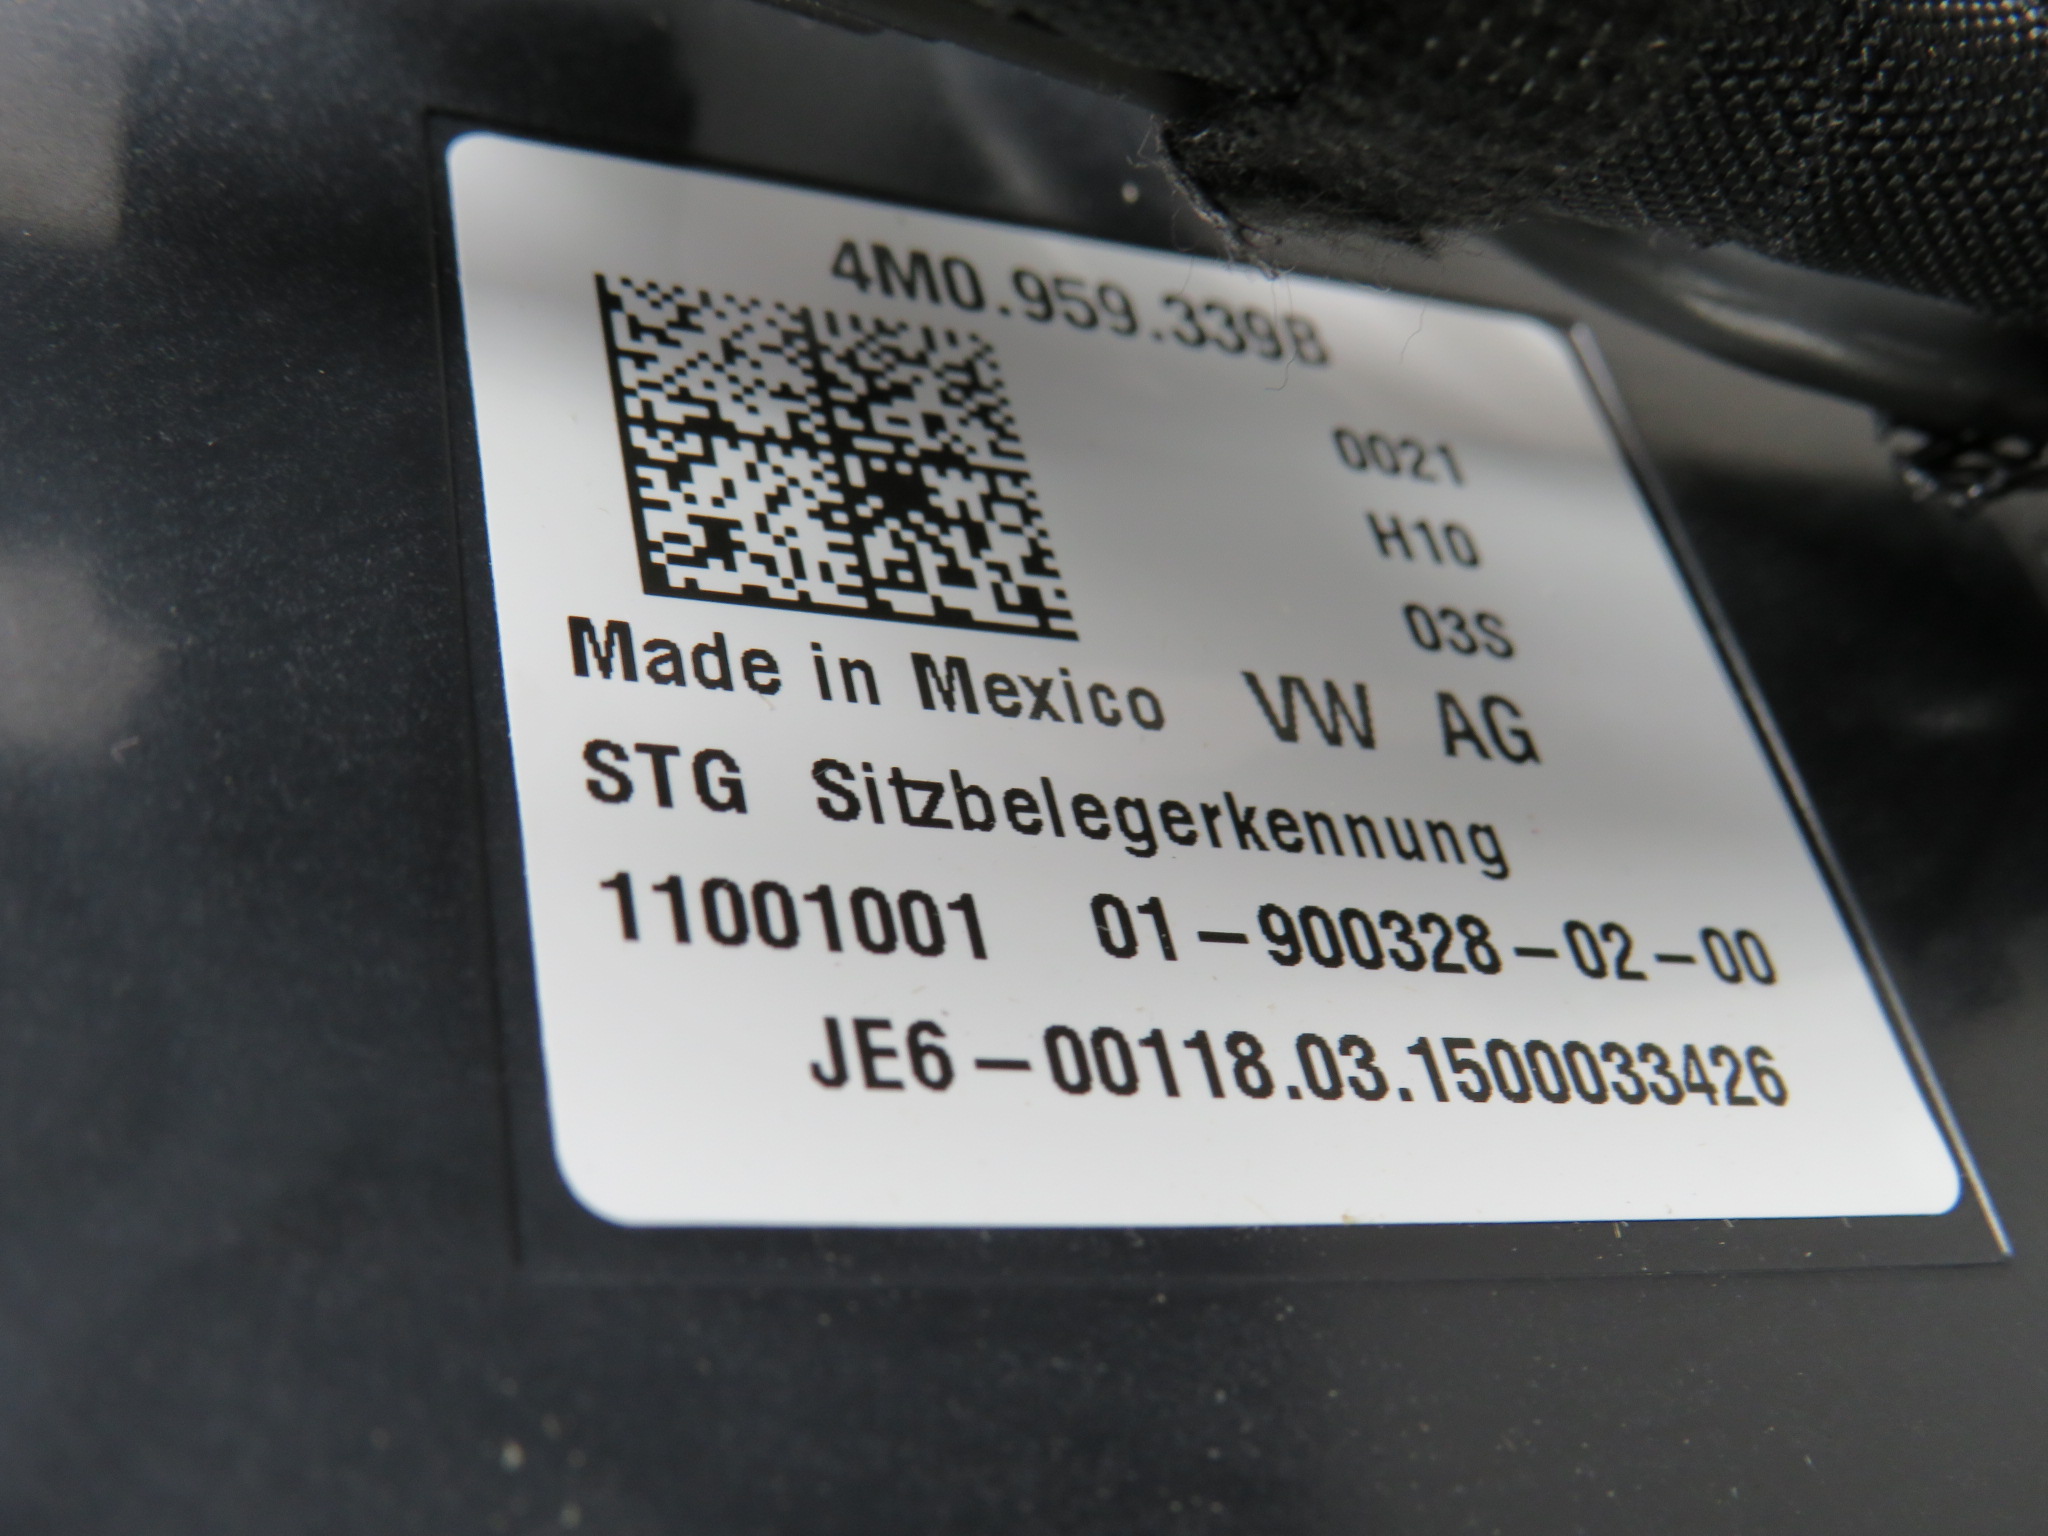 4M0.959.339B
0021
H10
03S
Made in Mexico VW AG
STG Sitzbelegerkennung
11001001 01-900328-02-00
JE6-00118.03.1500033426